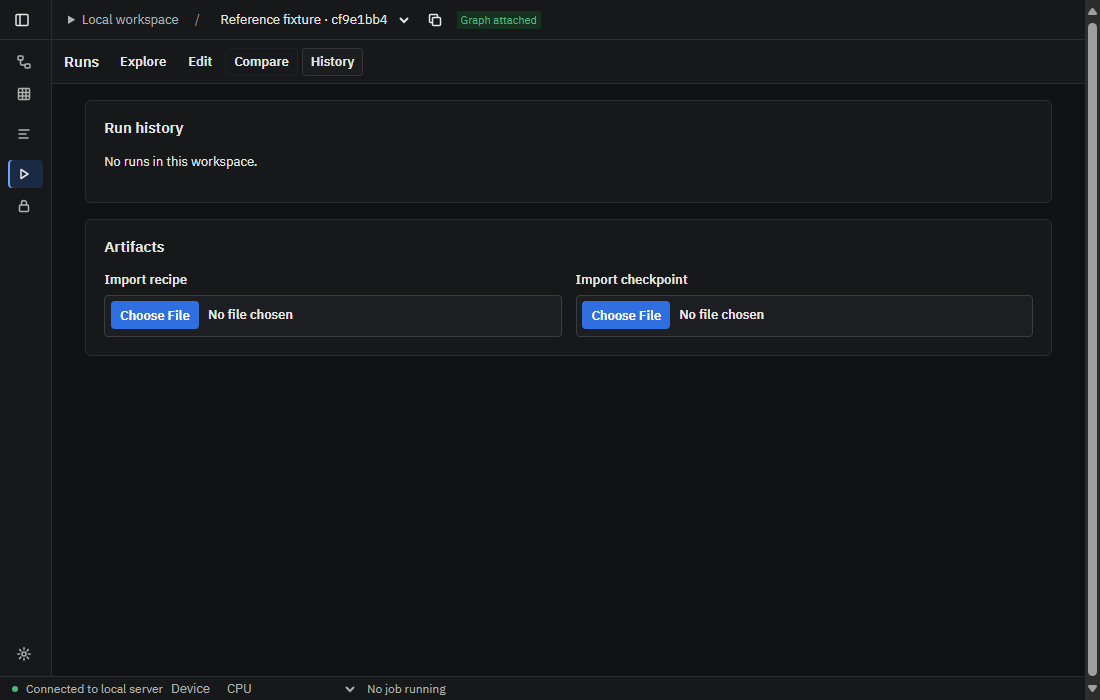 Local workspace / Reference fixture · cf9e1bb4 Graph attached
Runs Explore Edit Compare History
Run history
No runs in this workspace.
Artifacts
Import recipe Import checkpoint
Choose File No file chosen Choose File No file chosen
Connected to local server Device CPU No job running